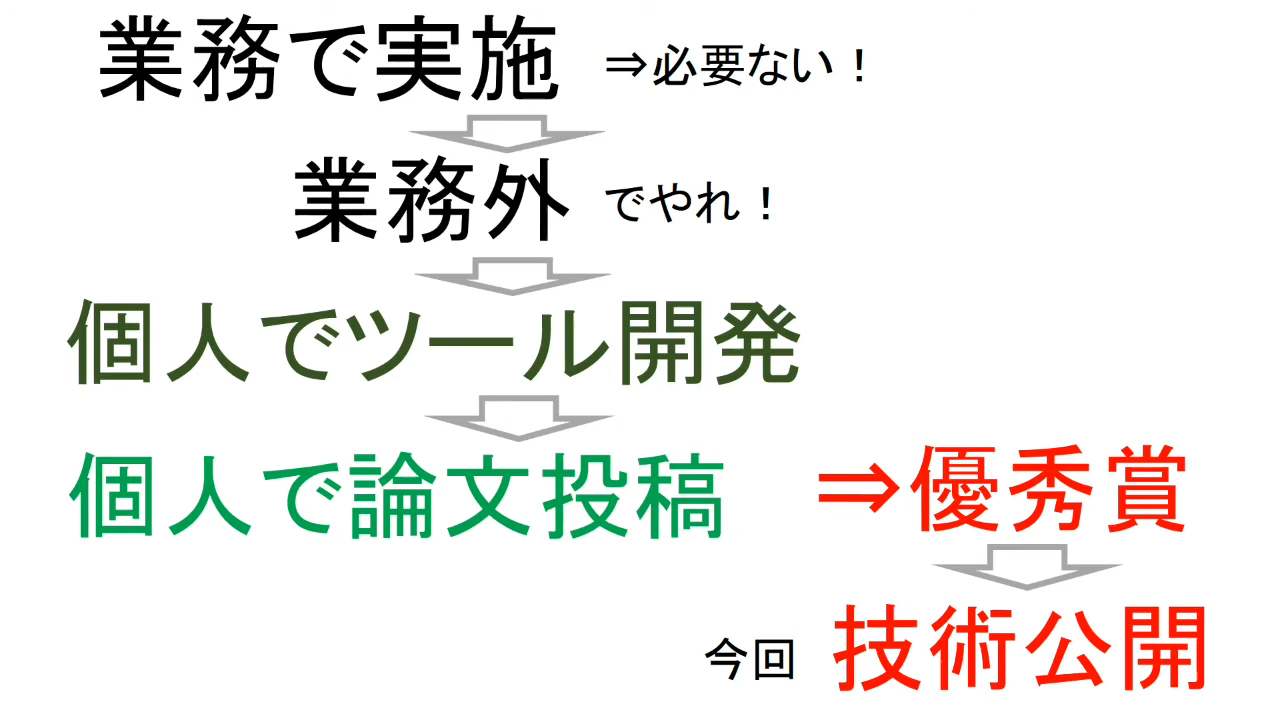 業務で実施 ⇒必要ない！
業務外 でやれ！
個人でツール開発
個人で論文投稿 ⇒優秀賞
今回 技術公開